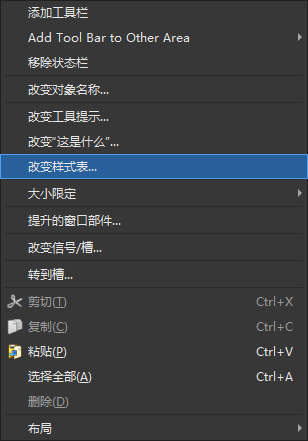 添加工具栏
Add Tool Bar to Other Area
移除状态栏
改变对象名称...
改变工具提示...
改变“这是什么”...
改变样式表...
大小限定
提升的窗口部件...
改变信号/槽...
转到槽...
剪切(T) Ctrl+X
复制(C) Ctrl+C
粘贴(P) Ctrl+V
选择全部(A) Ctrl+A
删除(D)
布局